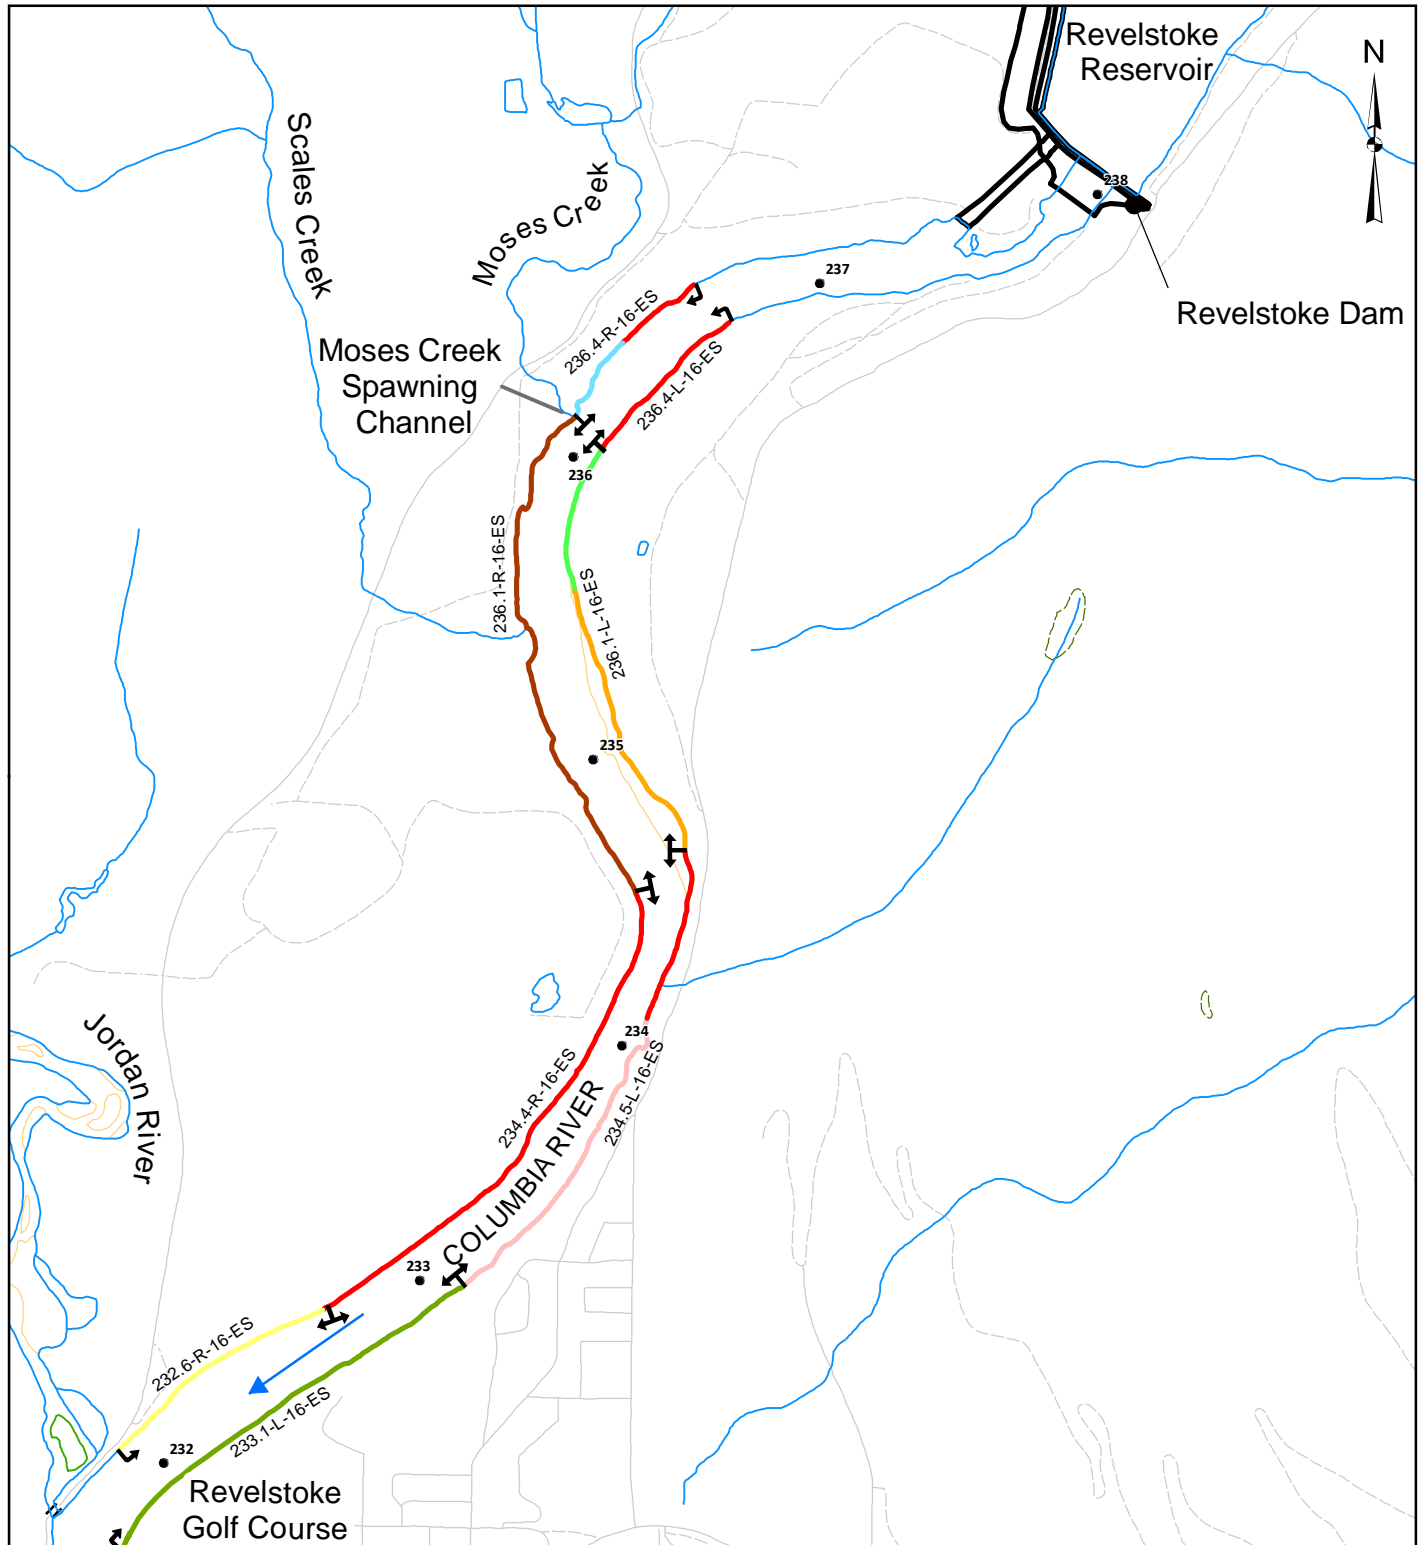 Revelstoke
Reservoir
N
238
Scales Creek
Moses Creek
237
Revelstoke Dam
236.4-R-16-ES
Moses Creek
Spawning
Channel
236.4-L-16-ES
236
236.1-R-16-ES
236.1-L-16-ES
235
234
Jordan River
234.4-R-16-ES
COLUMBIA RIVER
234.5-L-16-ES
233
232.6-R-16-ES
233.1-L-16-ES
232
Revelstoke
Golf Course